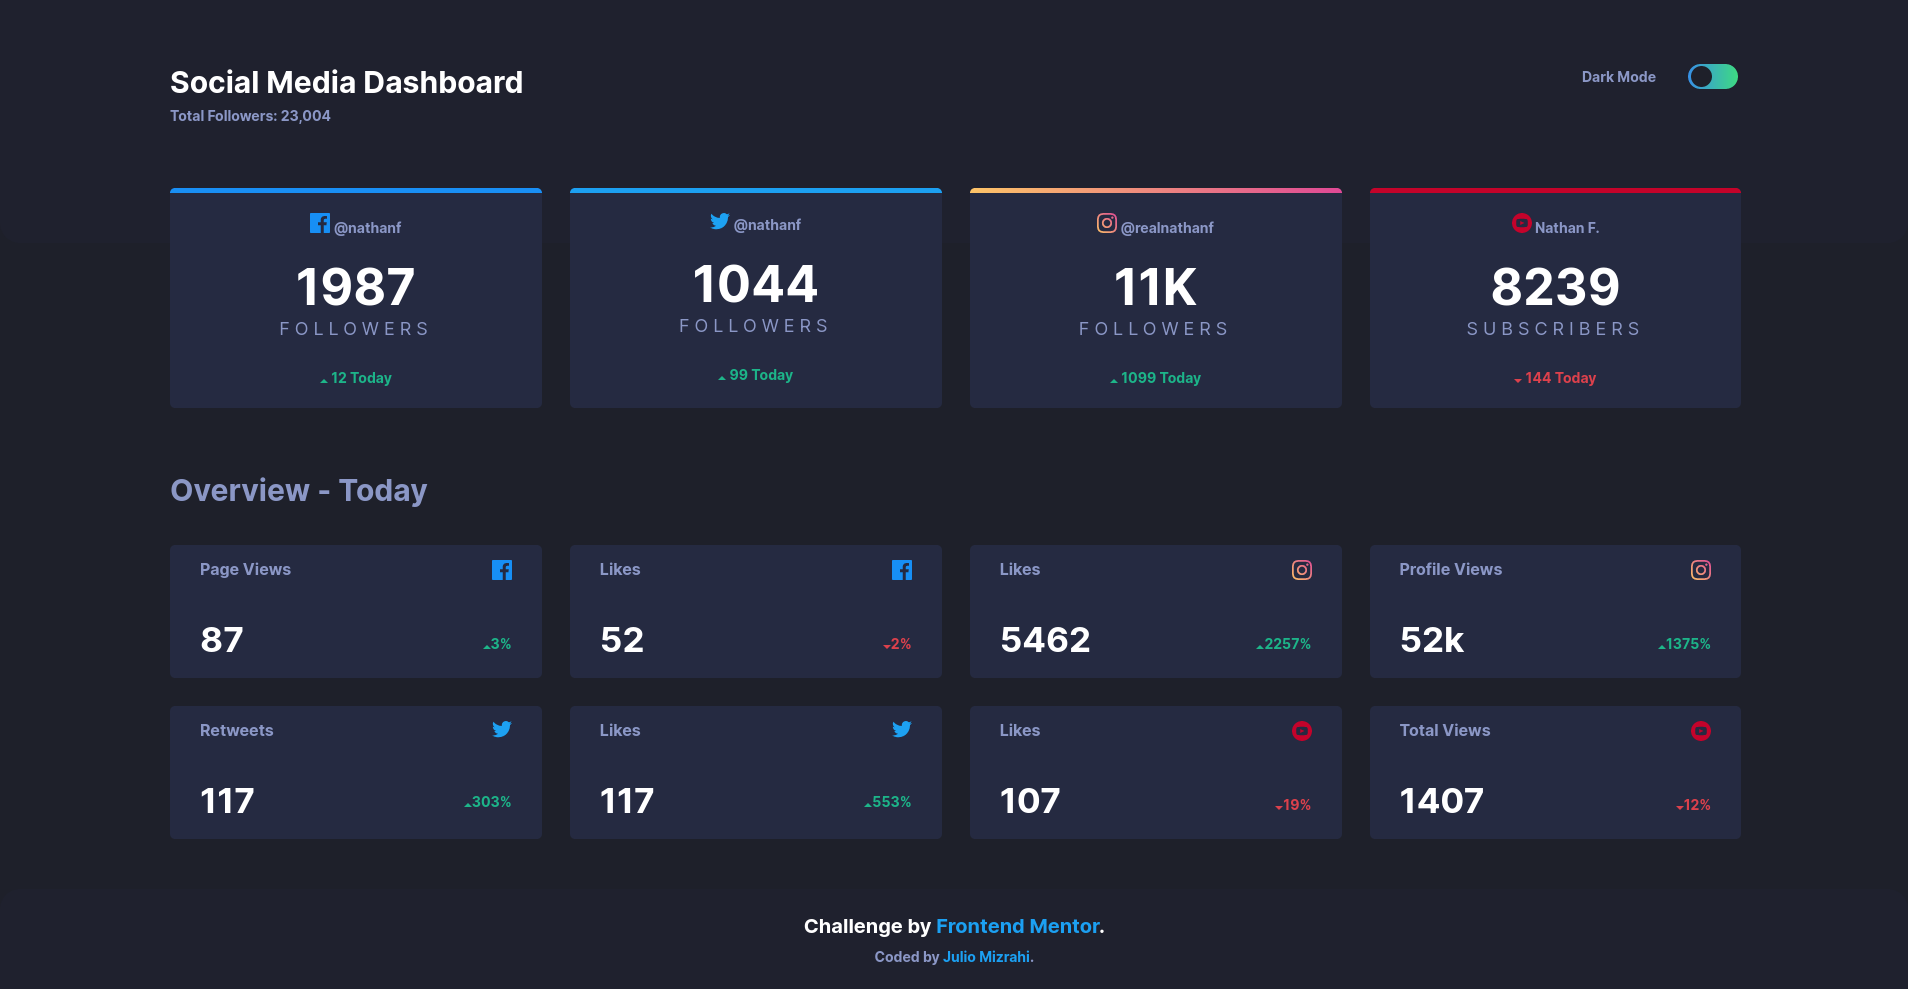 Social Media Dashboard
Total Followers: 23,004
Dark Mode
@nathanf
1987
FOLLOWERS
12 Today
@nathanf
1044
FOLLOWERS
99 Today
@realnathanf
11K
FOLLOWERS
1099 Today
Nathan F.
8239
SUBSCRIBERS
144 Today
Overview - Today
Page Views
87
3%
Likes
52
2%
Likes
5462
2257%
Profile Views
52k
1375%
Retweets
117
303%
Likes
117
553%
Likes
107
19%
Total Views
1407
12%
Challenge by Frontend Mentor.
Coded by Julio Mizrahi.